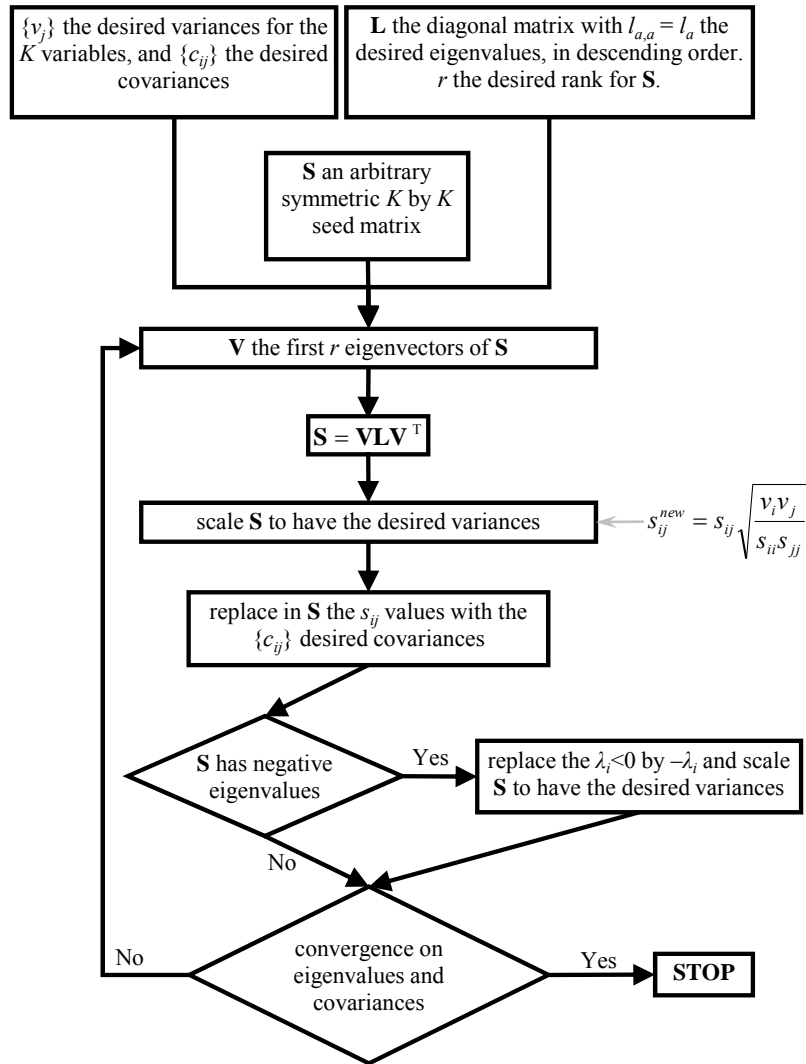 {v_j} the desired variances for the
K variables, and {c_ij} the desired
covariances
L the diagonal matrix with l_a,a = l_a the
desired eigenvalues, in descending order.
r the desired rank for S.
S an arbitrary
symmetric K by K
seed matrix
V the first r eigenvectors of S
S = VLV^T
scale S to have the desired variances
s_ij^new = s_ij √(v_i v_j / s_ii s_jj)
replace in S the s_ij values with the
{c_ij} desired covariances
S has negative
eigenvalues
Yes
replace the λ_i<0 by –λ_i and scale
S to have the desired variances
No
convergence on
eigenvalues and
covariances
No
Yes
STOP